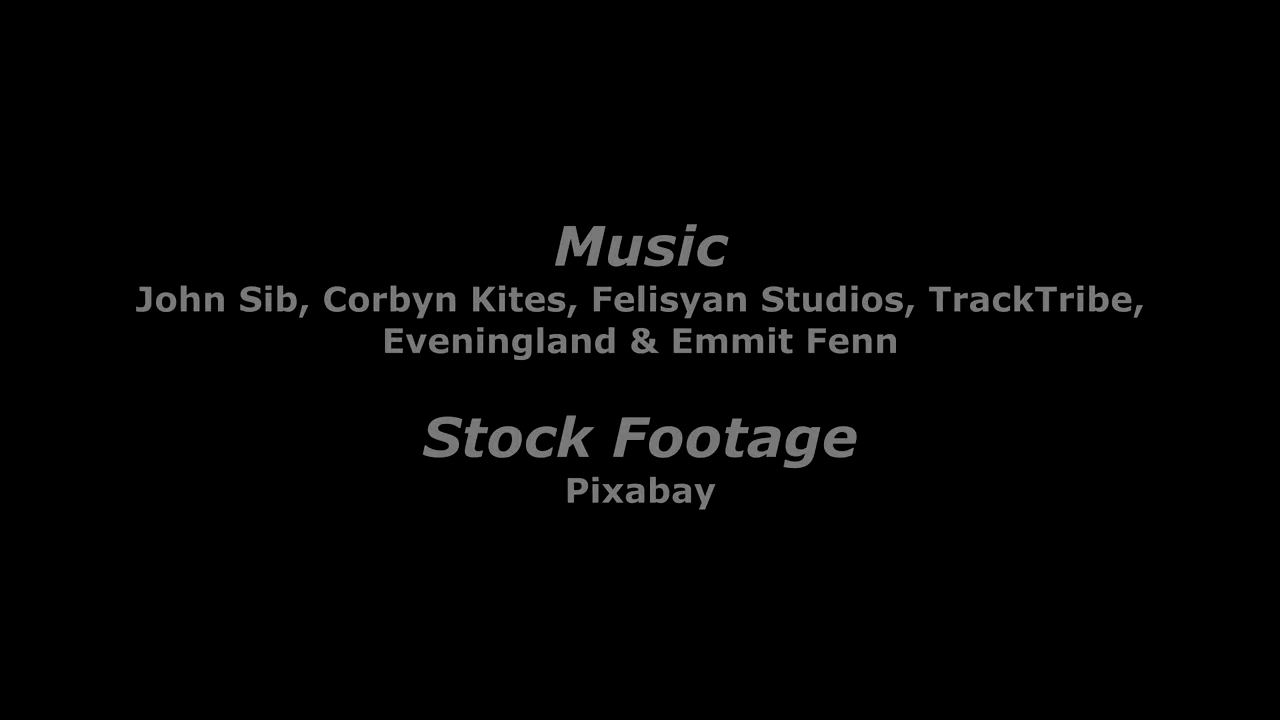 Music
John Sib, Corbyn Kites, Felisyan Studios, TrackTribe,
Eveningland & Emmit Fenn
Stock Footage
Pixabay